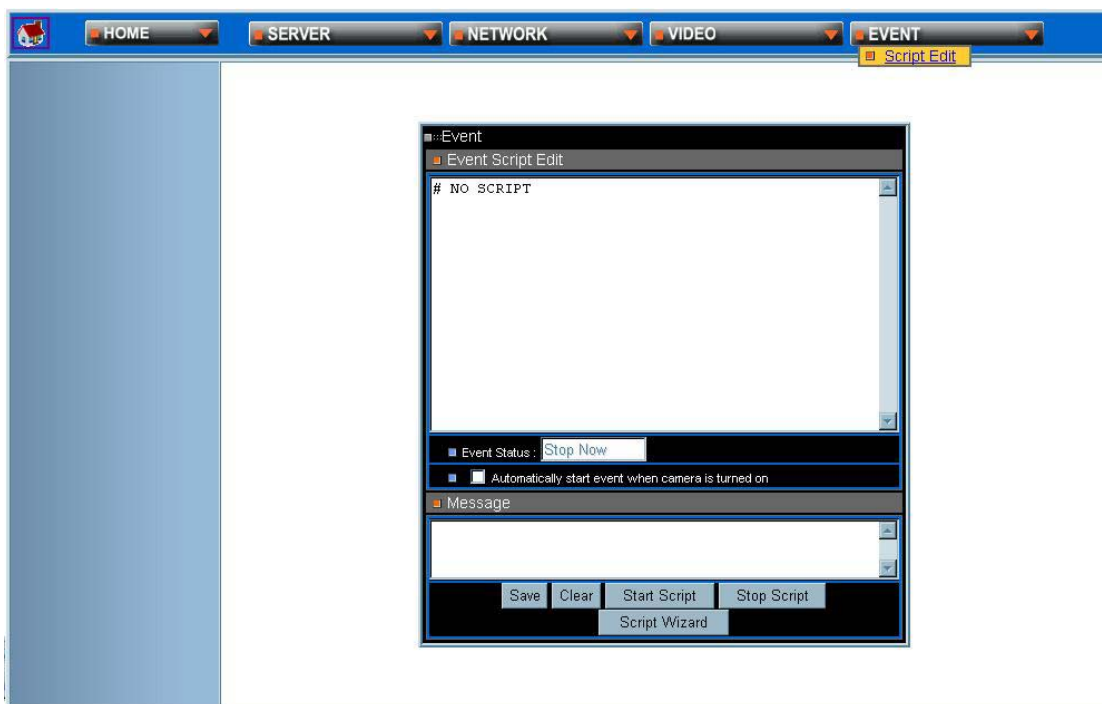 HOME SERVER NETWORK VIDEO EVENT
Script Edit
Event
Event Script Edit
# NO SCRIPT
Event Status : Stop Now
Automatically start event when camera is turned on
Message
Save Clear Start Script Stop Script
Script Wizard